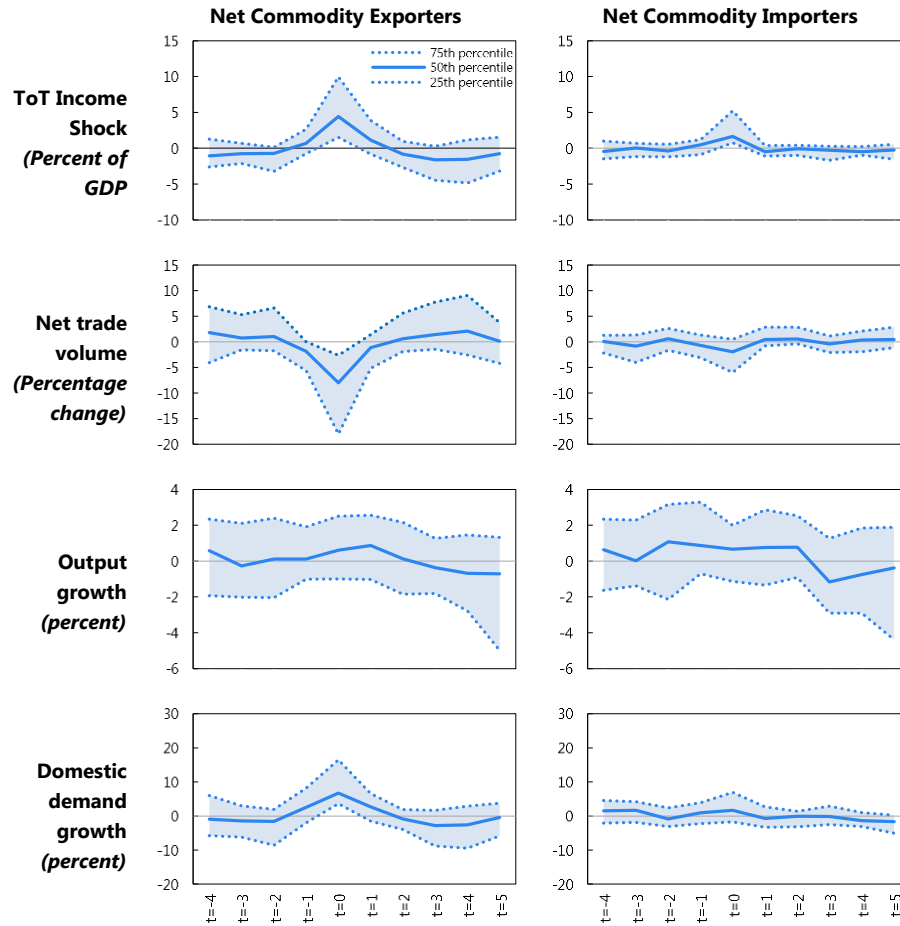 Net Commodity Exporters
Net Commodity Importers
ToT Income
Shock
(Percent of
GDP
15
10
5
0
-5
-10
75th percentile
50th percentile
25th percentile
15
10
5
0
-5
-10
Net trade
volume
(Percentage
change)
15
10
5
0
-5
-10
-15
-20
15
10
5
0
-5
-10
-15
-20
Output
growth
(percent)
4
2
0
-2
-4
-6
4
2
0
-2
-4
-6
Domestic
demand
growth
(percent)
30
20
10
0
-10
-20
30
20
10
0
-10
-20
t=-4
t=-3
t=-2
t=-1
t=0
t=1
t=2
t=3
t=4
t=5
t=-4
t=-3
t=-2
t=-1
t=0
t=1
t=2
t=3
t=4
t=5